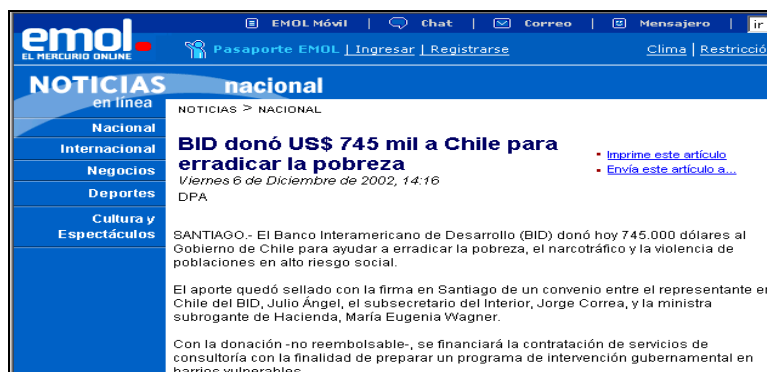 EMOL Móvil | Chat | Correo | Mensajero | ir
emol
EL MERCURIO ONLINE
Pasaporte EMOL | Ingresar | Registrarse
Clima | Restricció
NOTICIAS
en línea
nacional
Nacional
Internacional
Negocios
Deportes
Cultura y
Espectáculos
NOTICIAS > NACIONAL
BID donó US$ 745 mil a Chile para
erradicar la pobreza
Viernes 6 de Diciembre de 2002, 14:16
DPA
Imprime este artículo
Envía este artículo a...
SANTIAGO.- El Banco Interamericano de Desarrollo (BID) donó hoy 745.000 dólares al
Gobierno de Chile para ayudar a erradicar la pobreza, el narcotráfico y la violencia de
poblaciones en alto riesgo social.
El aporte quedó sellado con la firma en Santiago de un convenio entre el representante en
Chile del BID, Julio Ángel, el subsecretario del Interior, Jorge Correa, y la ministra
subrogante de Hacienda, María Eugenia Wagner.
Con la donación -no reembolsable-, se financiará la contratación de servicios de
consultoría con la finalidad de preparar un programa de intervención gubernamental en
barrios vulnerables